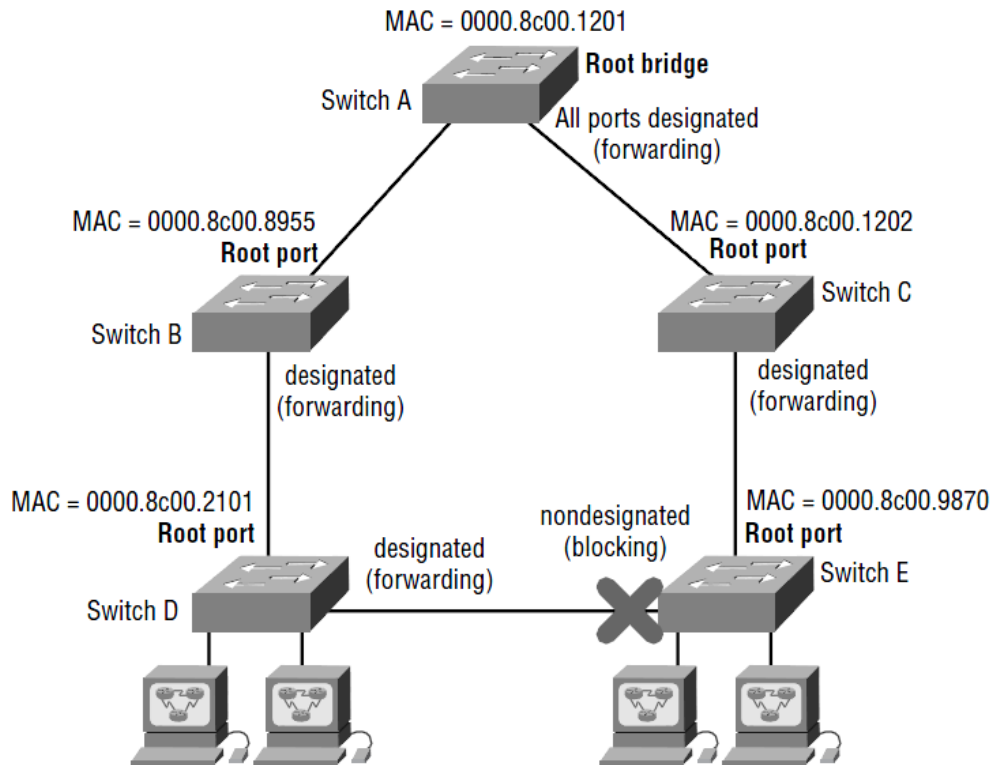 MAC = 0000.8c00.1201
Root bridge
Switch A
All ports designated
(forwarding)
MAC = 0000.8c00.8955
Root port
MAC = 0000.8c00.1202
Root port
Switch B
Switch C
designated
(forwarding)
designated
(forwarding)
MAC = 0000.8c00.2101
Root port
MAC = 0000.8c00.9870
Root port
designated
(forwarding)
nondesignated
(blocking)
Switch D
Switch E